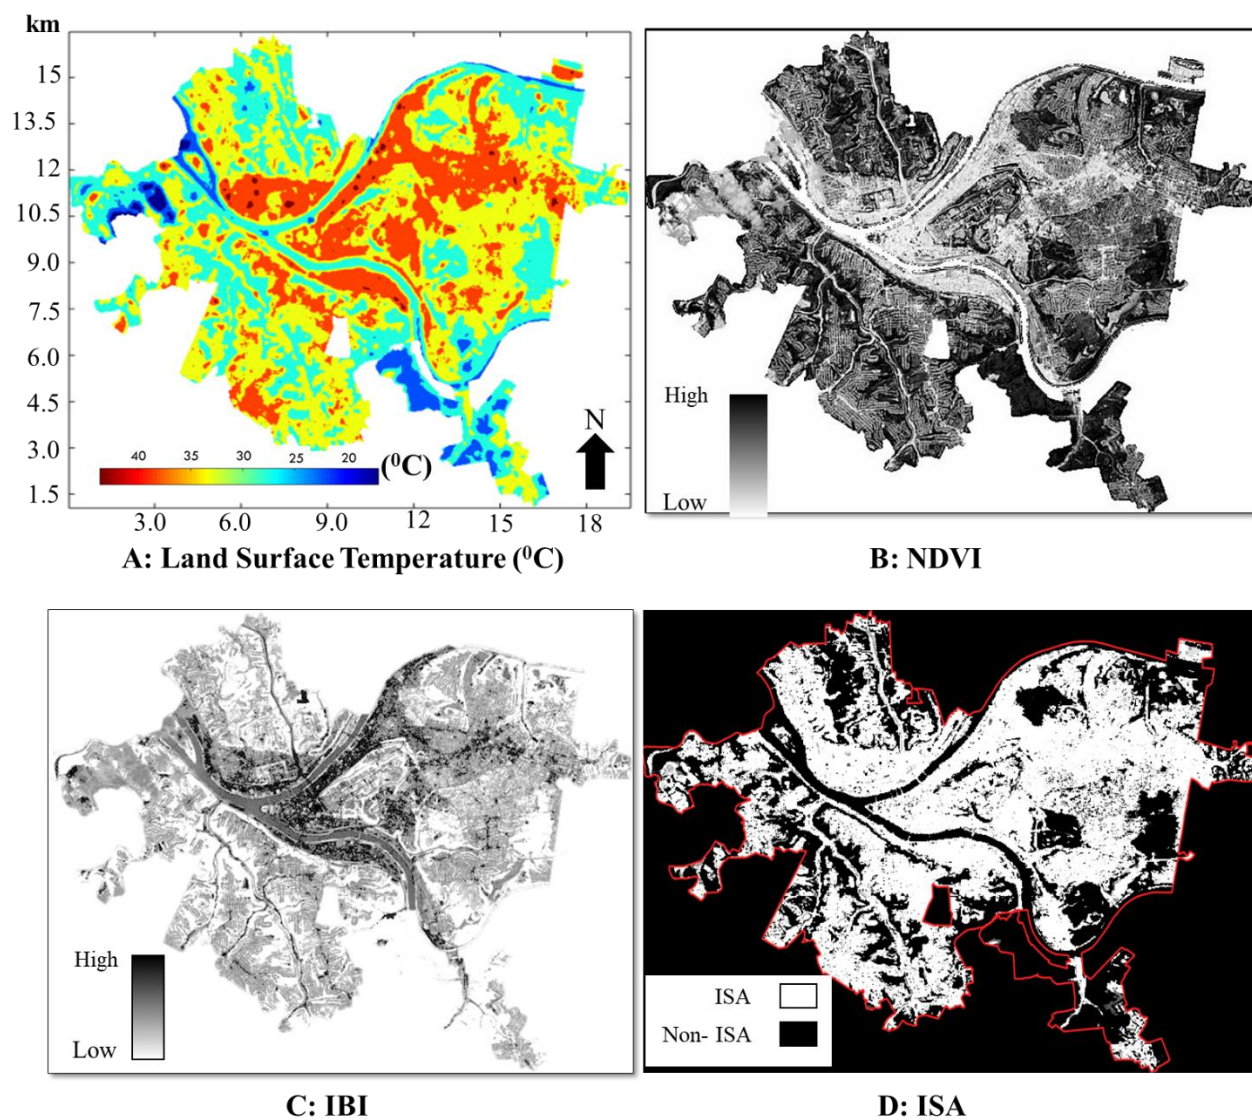 km
15
13.5
12
10.5
9.0
7.5
6.0
4.5
3.0
1.5
N
40 35 30 25 20
(⁰C)
3.0 6.0 9.0 12 15 18
A: Land Surface Temperature (⁰C)
High
Low
B: NDVI
High
Low
C: IBI
ISA
Non- ISA
D: ISA